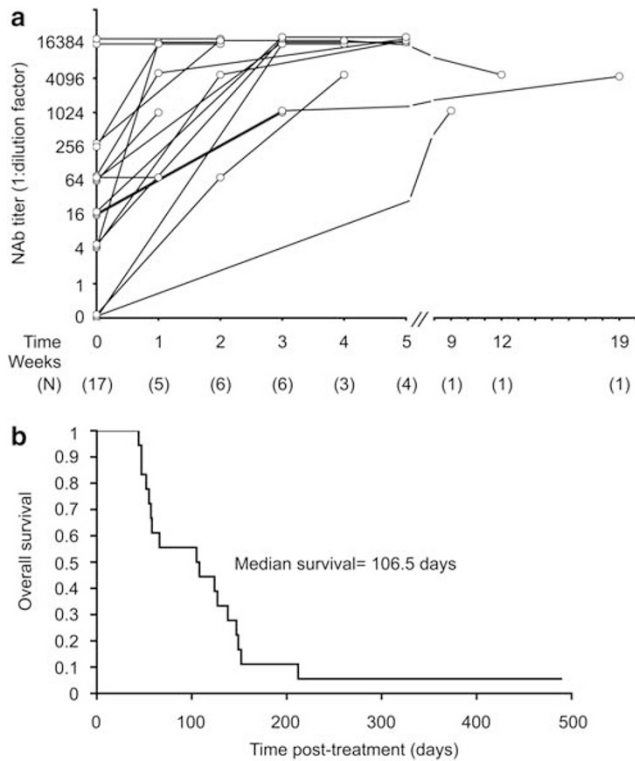 a
NAb titer (1:dilution factor)
16384
4096
1024
256
64
16
4
1
0
Time 0 1 2 3 4 5 // 9 12 19
Weeks
(N) (17) (5) (6) (6) (3) (4) (1) (1) (1)
b
Overall survival
1
0.9
0.8
0.7
0.6
0.5
0.4
0.3
0.2
0.1
0
Median survival= 106.5 days
0 100 200 300 400 500
Time post-treatment (days)